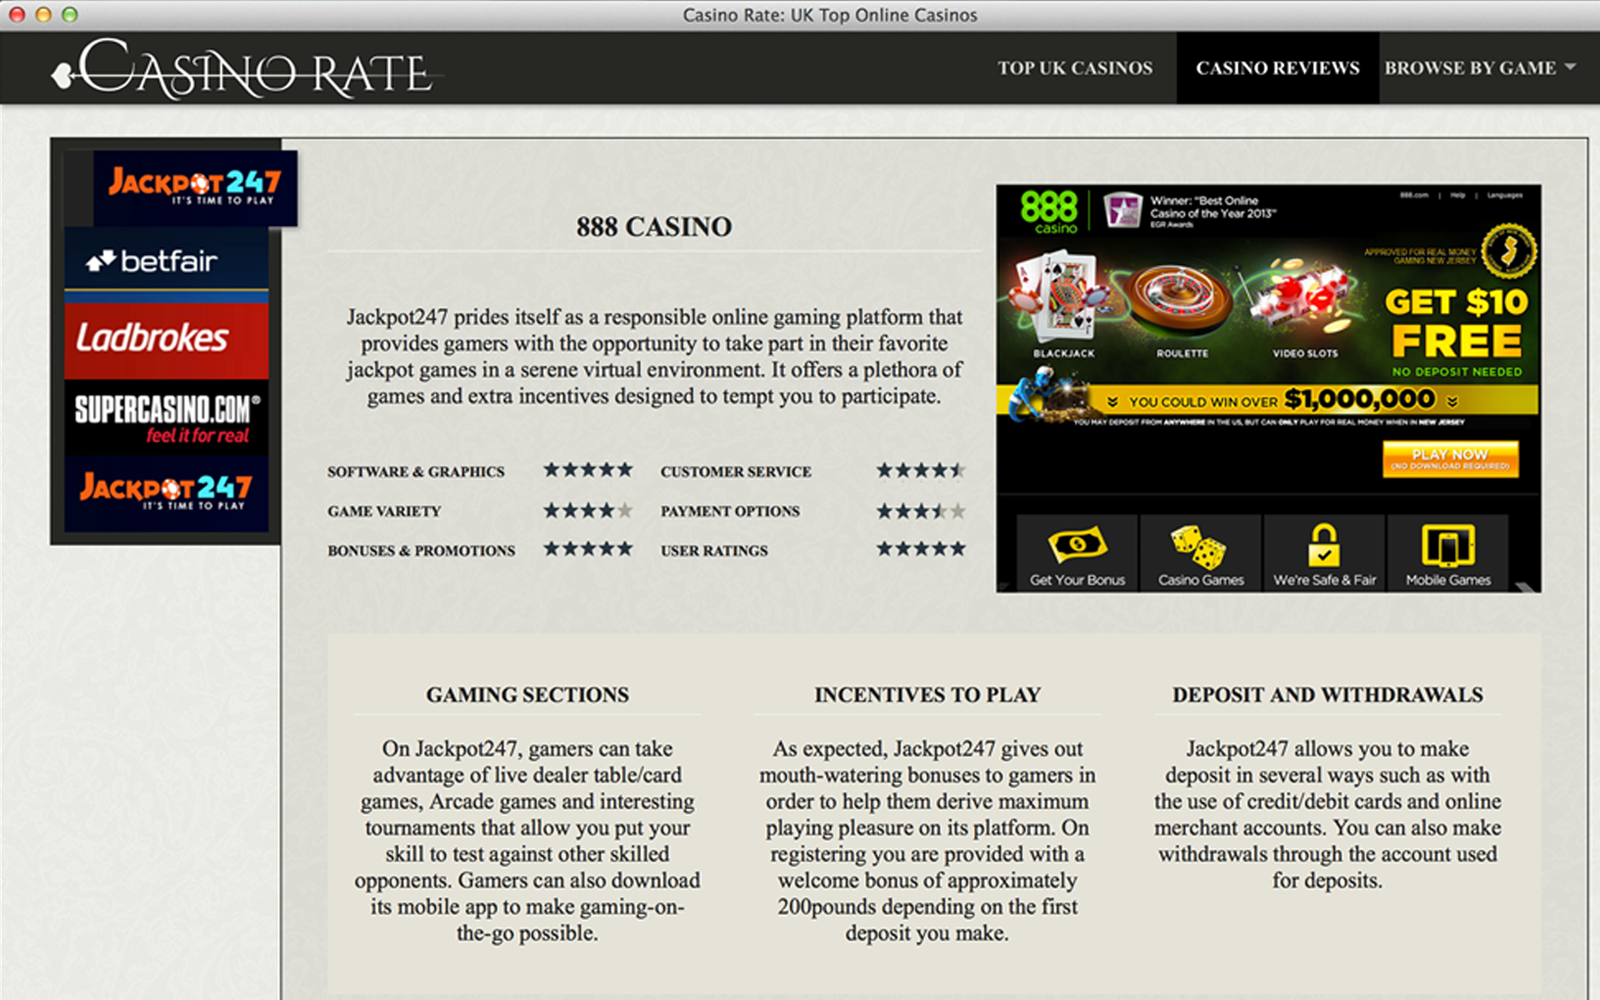 Casino Rate: UK Top Online Casinos
CASINO RATE
TOP UK CASINOS
CASINO REVIEWS
BROWSE BY GAME
JACKPOT247
IT'S TIME TO PLAY
betfair
Ladbrokes
SUPERCASINO.COM®
feel it for real
JACKPOT247
IT'S TIME TO PLAY
888 CASINO
Jackpot247 prides itself as a responsible online gaming platform that
provides gamers with the opportunity to take part in their favorite
jackpot games in a serene virtual environment. It offers a plethora of
games and extra incentives designed to tempt you to participate.
SOFTWARE & GRAPHICS
CUSTOMER SERVICE
GAME VARIETY
PAYMENT OPTIONS
BONUSES & PROMOTIONS
USER RATINGS
888
casino
Winner: "Best Online
Casino of the Year 2013"
EGR Awards
888.com | Help | Languages
APPROVED FOR REAL MONEY
GAMING NEW JERSEY
GET $10
FREE
NO DEPOSIT NEEDED
BLACKJACK
ROULETTE
VIDEO SLOTS
YOU COULD WIN OVER $1,000,000
YOU MAY DEPOSIT FROM ANYWHERE IN THE US, BUT CAN ONLY PLAY FOR REAL MONEY WHEN IN NEW JERSEY
PLAY NOW
(NO DOWNLOAD REQUIRED)
Get Your Bonus
Casino Games
We're Safe & Fair
Mobile Games
GAMING SECTIONS
On Jackpot247, gamers can take
advantage of live dealer table/card
games, Arcade games and interesting
tournaments that allow you put your
skill to test against other skilled
opponents. Gamers can also download
its mobile app to make gaming-on-
the-go possible.
INCENTIVES TO PLAY
As expected, Jackpot247 gives out
mouth-watering bonuses to gamers in
order to help them derive maximum
playing pleasure on its platform. On
registering you are provided with a
welcome bonus of approximately
200pounds depending on the first
deposit you make.
DEPOSIT AND WITHDRAWALS
Jackpot247 allows you to make
deposit in several ways such as with
the use of credit/debit cards and online
merchant accounts. You can also make
withdrawals through the account used
for deposits.